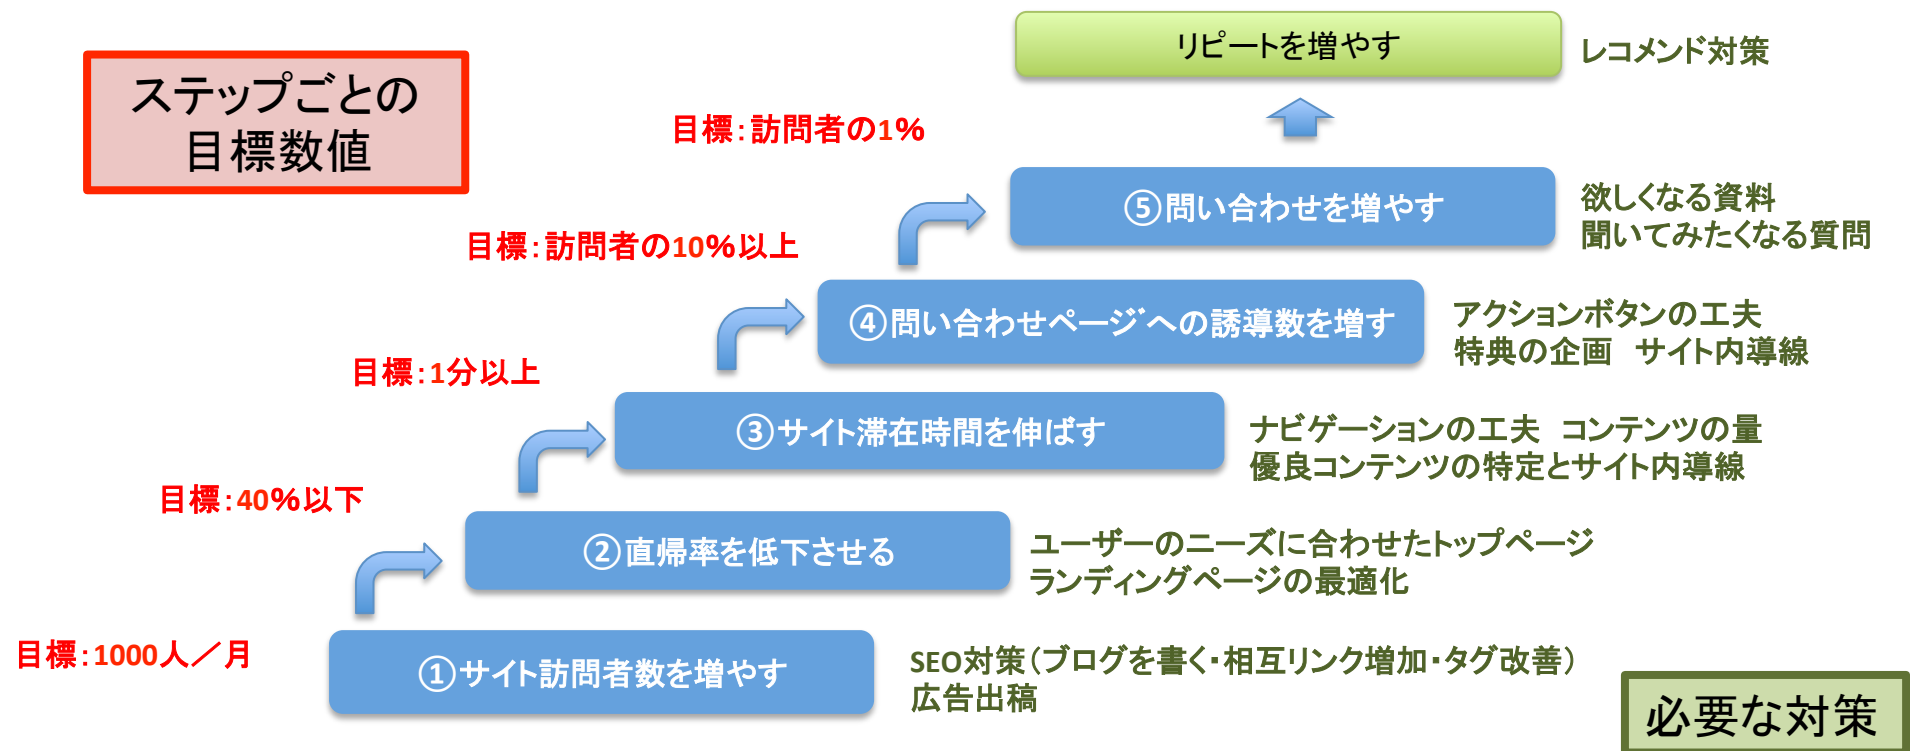 ステップごとの
目標数値
リピートを増やす
レコメンド対策
目標：訪問者の1%
⑤問い合わせを増やす
欲しくなる資料
聞いてみたくなる質問
目標：訪問者の10%以上
④問い合わせページへの誘導数を増す
アクションボタンの工夫
特典の企画　サイト内導線
目標：1分以上
③サイト滞在時間を伸ばす
ナビゲーションの工夫　コンテンツの量
優良コンテンツの特定とサイト内導線
目標：40%以下
②直帰率を低下させる
ユーザーのニーズに合わせたトップページ
ランディングページの最適化
目標：1000人／月
①サイト訪問者数を増やす
SEO対策（ブログを書く・相互リンク増加・タグ改善）
広告出稿
必要な対策